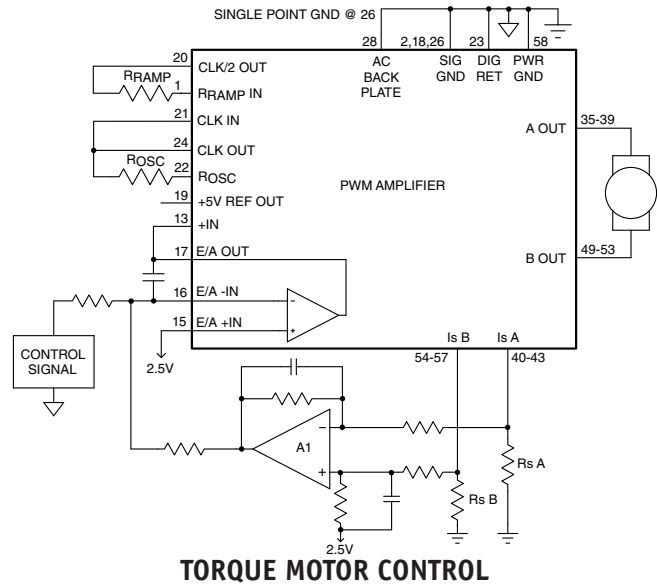 SINGLE POINT GND @ 26
28
2,18,26
23
58
AC
BACK
PLATE
SIG
GND
DIG
RET
PWR
GND
20
CLK/2 OUT
RRAMP
1
RRAMP IN
21
CLK IN
24
CLK OUT
ROSC
22
ROSC
19
+5V REF OUT
13
+IN
17
E/A OUT
16
E/A -IN
15
E/A +IN
2.5V
PWM AMPLIFIER
A OUT
35-39
B OUT
49-53
Is B
Is A
54-57
40-43
CONTROL
SIGNAL
A1
Rs A
Rs B
2.5V
TORQUE MOTOR CONTROL